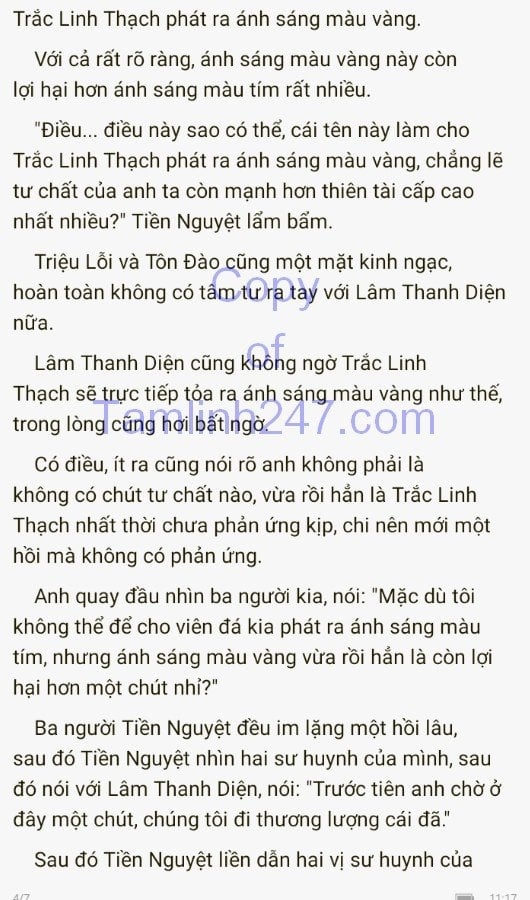 Trắc Linh Thạch phát ra ánh sáng màu vàng.
Với cả rất rõ ràng, ánh sáng màu vàng này còn
lợi hại hơn ánh sáng màu tím rất nhiều.
"Điều... điều này sao có thể, cái tên này làm cho
Trắc Linh Thạch phát ra ánh sáng màu vàng, chẳng lẽ
tư chất của anh ta còn mạnh hơn thiên tài cấp cao
nhất nhiều?" Tiền Nguyệt lẩm bẩm.
Triệu Lỗi và Tôn Đào cũng một mặt kinh ngạc,
hoàn toàn không có tâm tư ra tay với Lâm Thanh Diện
nữa.
Copy
of
Tamlinh247.com
Lâm Thanh Diện cũng không ngờ Trắc Linh
Thạch sẽ trực tiếp tỏa ra ánh sáng màu vàng như thế,
trong lòng cũng hơi bất ngờ.
Có điều, ít ra cũng nói rõ anh không phải là
không có chút tư chất nào, vừa rồi hẳn là Trắc Linh
Thạch nhất thời chưa phản ứng kịp, chi nên mới một
hồi mà không có phản ứng.
Anh quay đầu nhìn ba người kia, nói: "Mặc dù tôi
không thể để cho viên đá kia phát ra ánh sáng màu
tím, nhưng ánh sáng màu vàng vừa rồi hẳn là còn lợi
hại hơn một chút nhỉ?"
Ba người Tiền Nguyệt đều im lặng một hồi lâu,
sau đó Tiền Nguyệt nhìn hai sư huynh của mình, sau
đó nói với Lâm Thanh Diện, nói: "Trước tiên anh chờ ở
đây một chút, chúng tôi đi thương lượng cái đã."
Sau đó Tiền Nguyệt liền dẫn hai vị sư huynh của
4/7
11:17